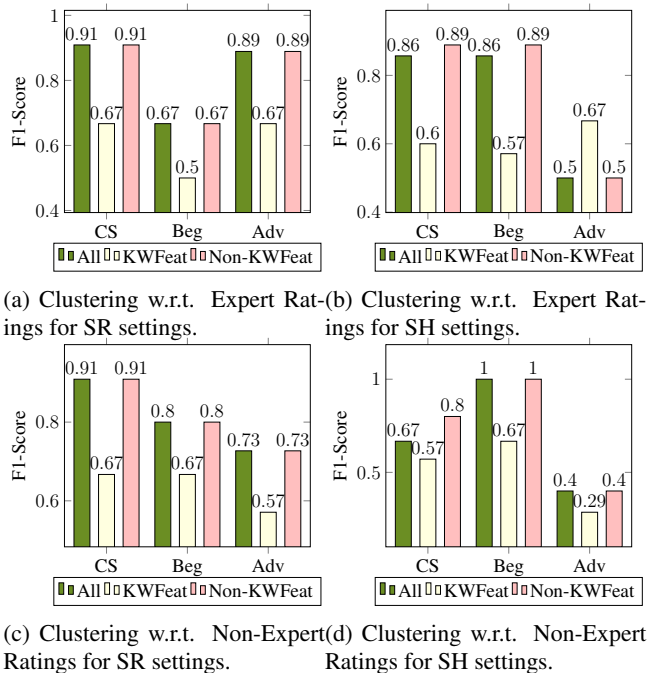 0.91
0.91
0.89
0.89
0.67
0.67
0.67
0.67
0.5
1
0.8
0.6
0.4
F1-Score
CS Beg Adv
All KWFeat Non-KWFeat
(a) Clustering w.r.t. Expert Rat-
ings for SR settings.
0.86
0.89
0.86
0.89
0.6
0.57
0.67
0.5
0.5
0.8
0.6
0.4
F1-Score
CS Beg Adv
All KWFeat Non-KWFeat
(b) Clustering w.r.t. Expert Rat-
ings for SH settings.
0.91
0.91
0.8
0.8
0.73
0.73
0.67
0.67
0.57
0.8
0.6
F1-Score
CS Beg Adv
All KWFeat Non-KWFeat
(c) Clustering w.r.t. Non-Expert
Ratings for SR settings.
1
1
0.8
0.67
0.57
0.67
0.4
0.29
0.4
1
0.5
F1-Score
CS Beg Adv
All KWFeat Non-KWFeat
(d) Clustering w.r.t. Non-Expert
Ratings for SH settings.